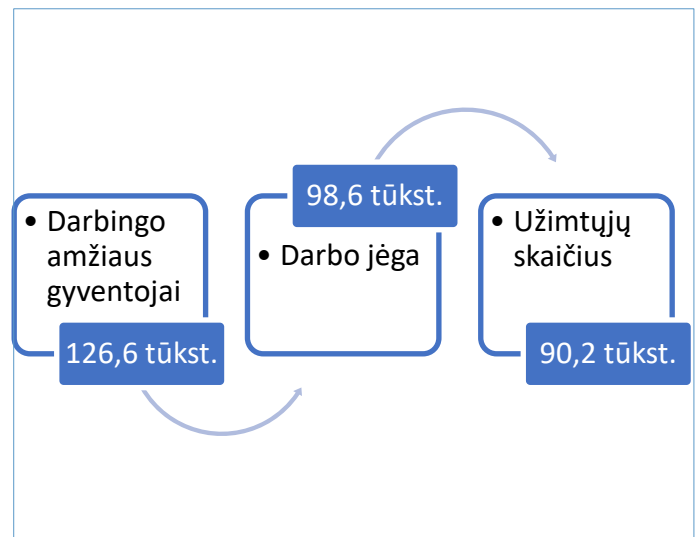 • Darbingo
amžiaus
gyventojai
126,6 tūkst.
98,6 tūkst.
• Darbo jėga
• Užimtųjų
skaičius
90,2 tūkst.